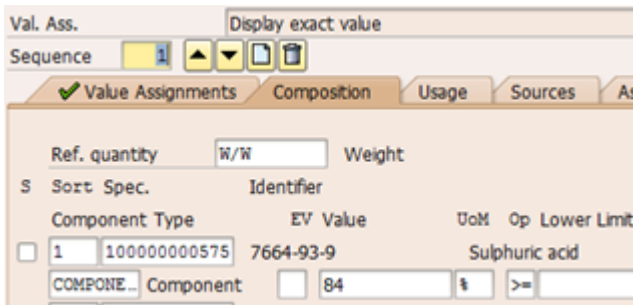 Val. Ass. Display exact value
Sequence 1
Value Assignments Composition Usage Sources
Ref. quantity W/W Weight
S Sort Spec. Identifier
Component Type EV Value UoM Op Lower Limit
1 100000000575 7664-93-9 Sulphuric acid
COMPONE… Component 84 % >=